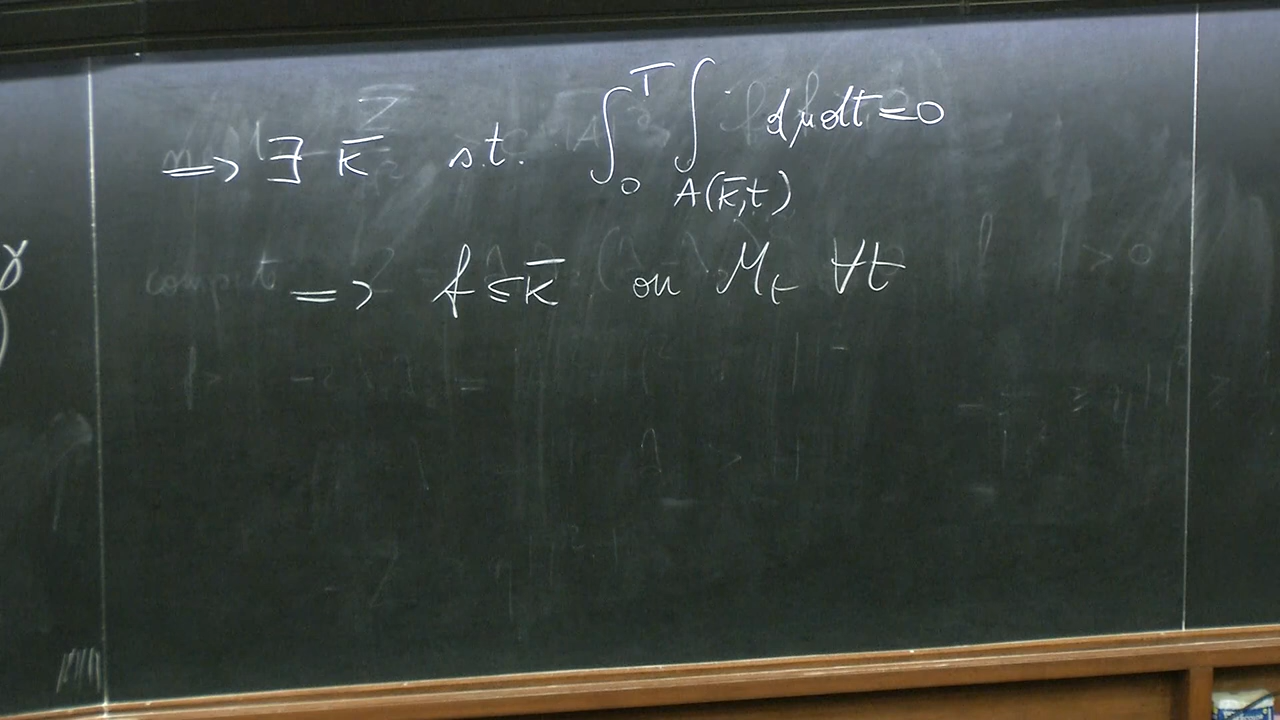 ⟹ ∃ k̄ s.t. ∫₀ᵀ ∫_{A(k̄,t)} dμdt=0
⟹ f ≤ k̄ on M_t ∀t